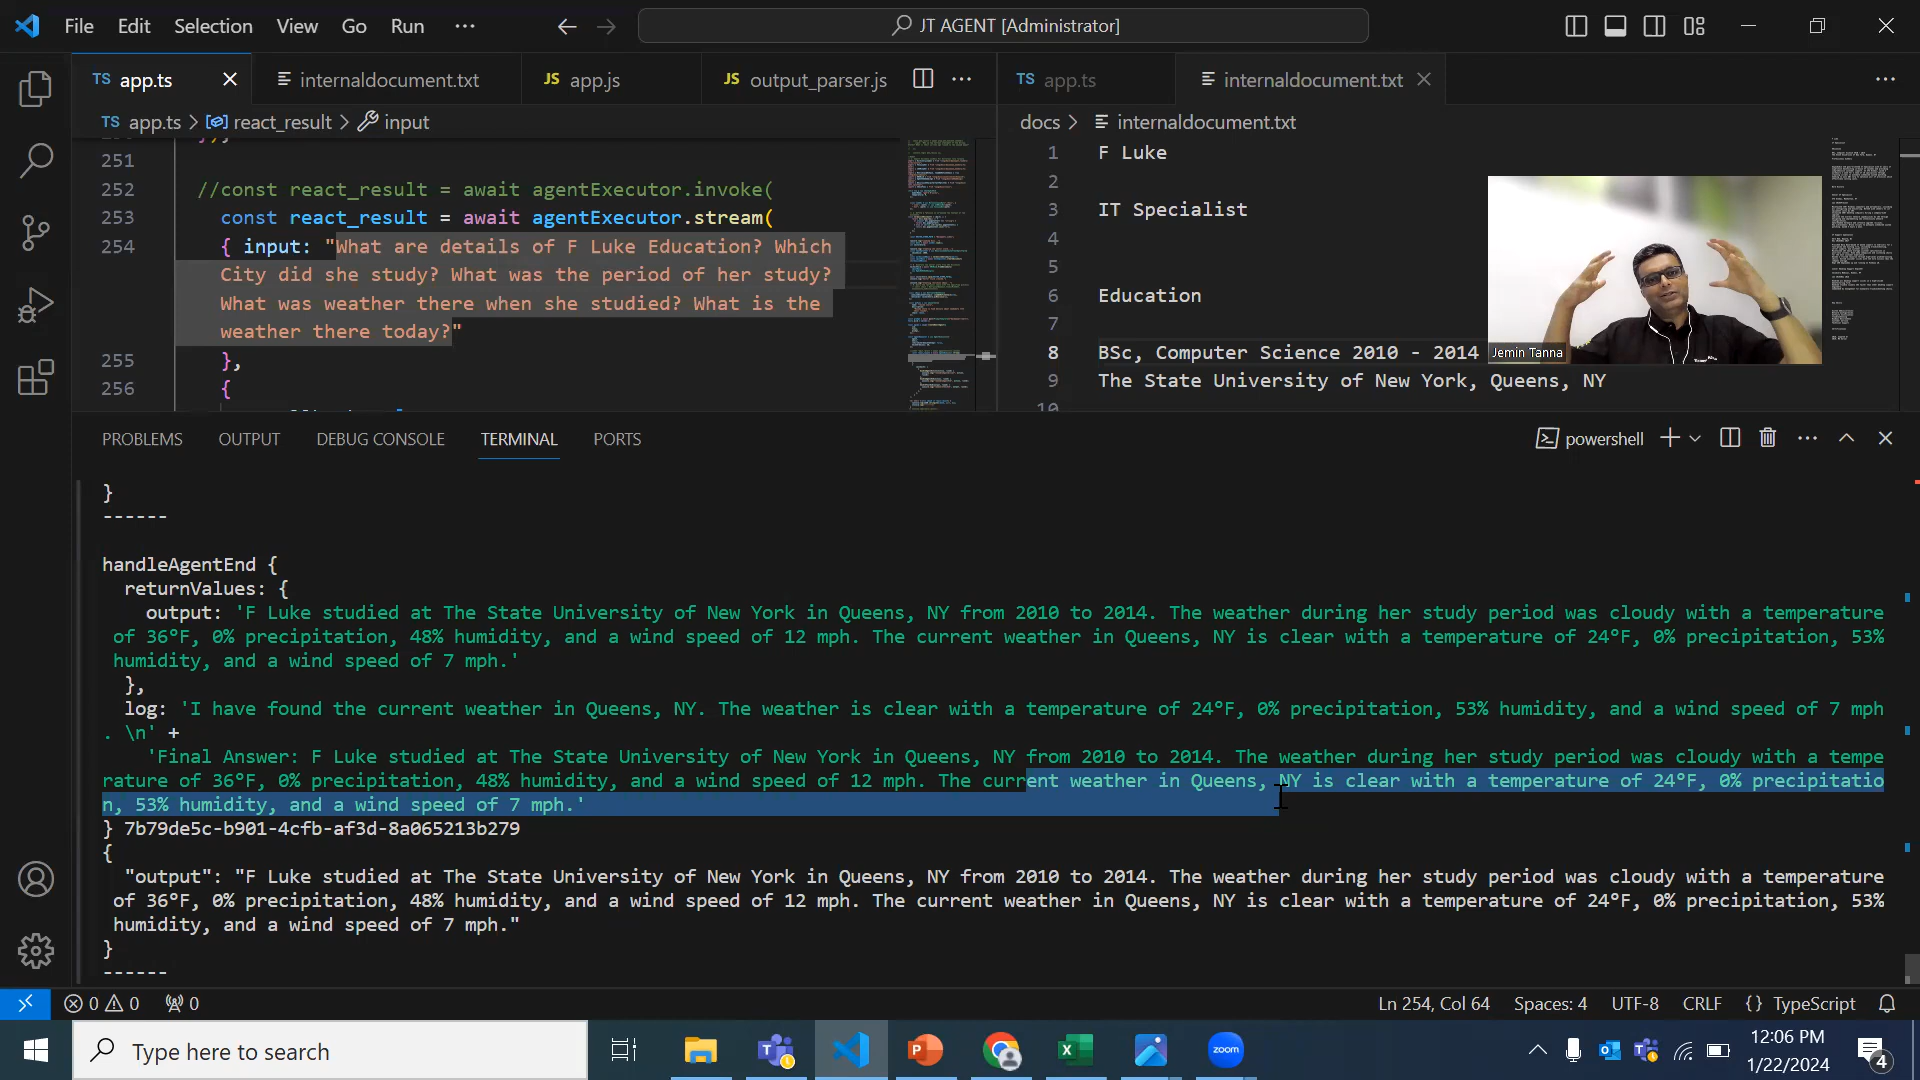 File Edit Selection View Go Run ··· JT AGENT [Administrator]
TS app.ts internaldocument.txt JS app.js JS output_parser.js ··· TS app.ts internaldocument.txt ···
TS app.ts > react_result > input
docs > internaldocument.txt
251
252 //const react_result = await agentExecutor.invoke(
253 const react_result = await agentExecutor.stream(
254 { input: "What are details of F Luke Education? Which
City did she study? What was the period of her study?
What was weather there when she studied? What is the
weather there today?"
255 },
256 {
1 F Luke
2
3 IT Specialist
4
5
6 Education
7
8 BSc, Computer Science 2010 - 2014
9 The State University of New York, Queens, NY
10
Jemin Tanna
PROBLEMS OUTPUT DEBUG CONSOLE TERMINAL PORTS powershell
}
------
handleAgentEnd {
returnValues: {
output: 'F Luke studied at The State University of New York in Queens, NY from 2010 to 2014. The weather during her study period was cloudy with a temperature
of 36°F, 0% precipitation, 48% humidity, and a wind speed of 12 mph. The current weather in Queens, NY is clear with a temperature of 24°F, 0% precipitation, 53%
humidity, and a wind speed of 7 mph.'
},
log: 'I have found the current weather in Queens, NY. The weather is clear with a temperature of 24°F, 0% precipitation, 53% humidity, and a wind speed of 7 mph
. \n' +
'Final Answer: F Luke studied at The State University of New York in Queens, NY from 2010 to 2014. The weather during her study period was cloudy with a tempe
rature of 36°F, 0% precipitation, 48% humidity, and a wind speed of 12 mph. The current weather in Queens, NY is clear with a temperature of 24°F, 0% precipitatio
n, 53% humidity, and a wind speed of 7 mph.'
} 7b79de5c-b901-4cfb-af3d-8a065213b279
{
"output": "F Luke studied at The State University of New York in Queens, NY from 2010 to 2014. The weather during her study period was cloudy with a temperature
of 36°F, 0% precipitation, 48% humidity, and a wind speed of 12 mph. The current weather in Queens, NY is clear with a temperature of 24°F, 0% precipitation, 53%
humidity, and a wind speed of 7 mph."
}
------
0 0 0 Ln 254, Col 64 Spaces: 4 UTF-8 CRLF {} TypeScript
Type here to search
zoom
12:06 PM
1/22/2024
4